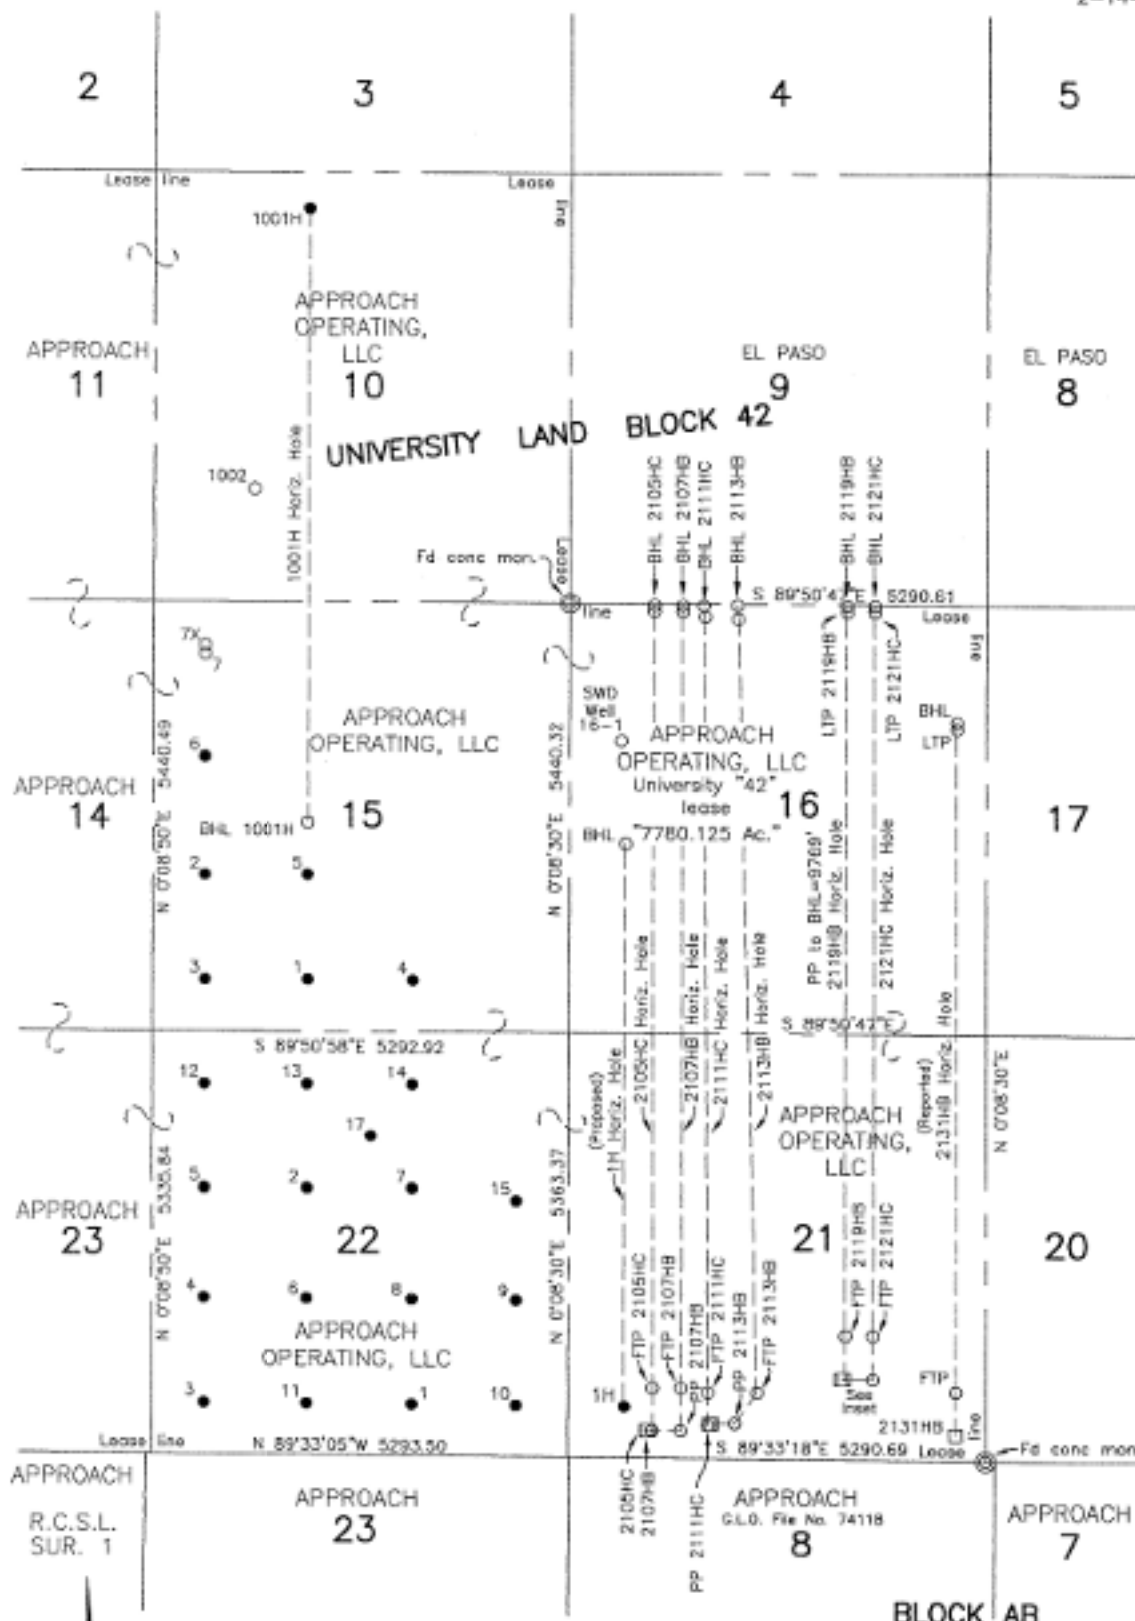 2
3
4
5
Lease line
Lease
line
1001H
APPROACH
OPERATING,
LLC
10
APPROACH
11
EL PASO
9
EL PASO
8
UNIVERSITY LAND BLOCK 42
1001H Horiz. Hole
1002
BHL 2105HC
BHL 2107HB
BHL 2111HC
BHL 2113HB
BHL 2119HB
BHL 2121HC
Fd conc mon.
Lease
line
S 89°50'47"E 5290.61
Lease
line
7X
7
LTP 2119HB
LTP 2121HC
SWD
Well
16-1
BHL
LTP
6
N 0°08'50"E 5440.49
APPROACH
OPERATING, LLC
15
N 0°08'30"E 5440.32
APPROACH
OPERATING, LLC
University "42"
lease
16
"7780.125 Ac."
APPROACH
14
17
BHL 1001H
BHL
2
5
PP to BHL=9769'
2119HB Horiz. Hole
2121HC Horiz. Hole
3
1
4
S 89°50'58"E 5292.92
S 89°50'47"E
12
13
14
17
(Proposed)
1H Horiz. Hole
2105HC Horiz. Hole
2107HB Horiz. Hole
2111HC Horiz. Hole
2113HB Horiz. Hole
(Reported)
2131HB Horiz. Hole
N 0°08'30"E
APPROACH
OPERATING,
LLC
21
2
7
15
APPROACH
23
N 0°08'50"E
22
N 0°08'30"E 5363.37
20
4
6
8
9
APPROACH
OPERATING, LLC
FTP 2105HC
FTP 2107HB
PP 2107HB
FTP 2111HC
PP 2113HB
FTP 2113HB
FTP 2119HB
FTP 2121HC
See
Inset
FTP
3
11
1
10
1H
2131HB
line
Lease line
N 89°33'05"W 5293.50
S 89°33'18"E 5290.69
Lease
Fd conc mon
2105HC
2107HB
PP 2111HC
APPROACH
R.C.S.L.
SUR. 1
APPROACH
23
APPROACH
G.L.O. File No. 74118
8
APPROACH
7
BLOCK AR